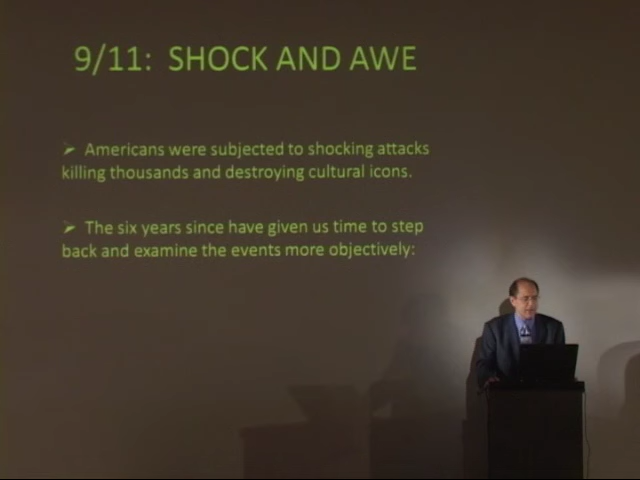 9/11: SHOCK AND AWE
➢ Americans were subjected to shocking attacks
killing thousands and destroying cultural icons.
➢ The six years since have given us time to step
back and examine the events more objectively: